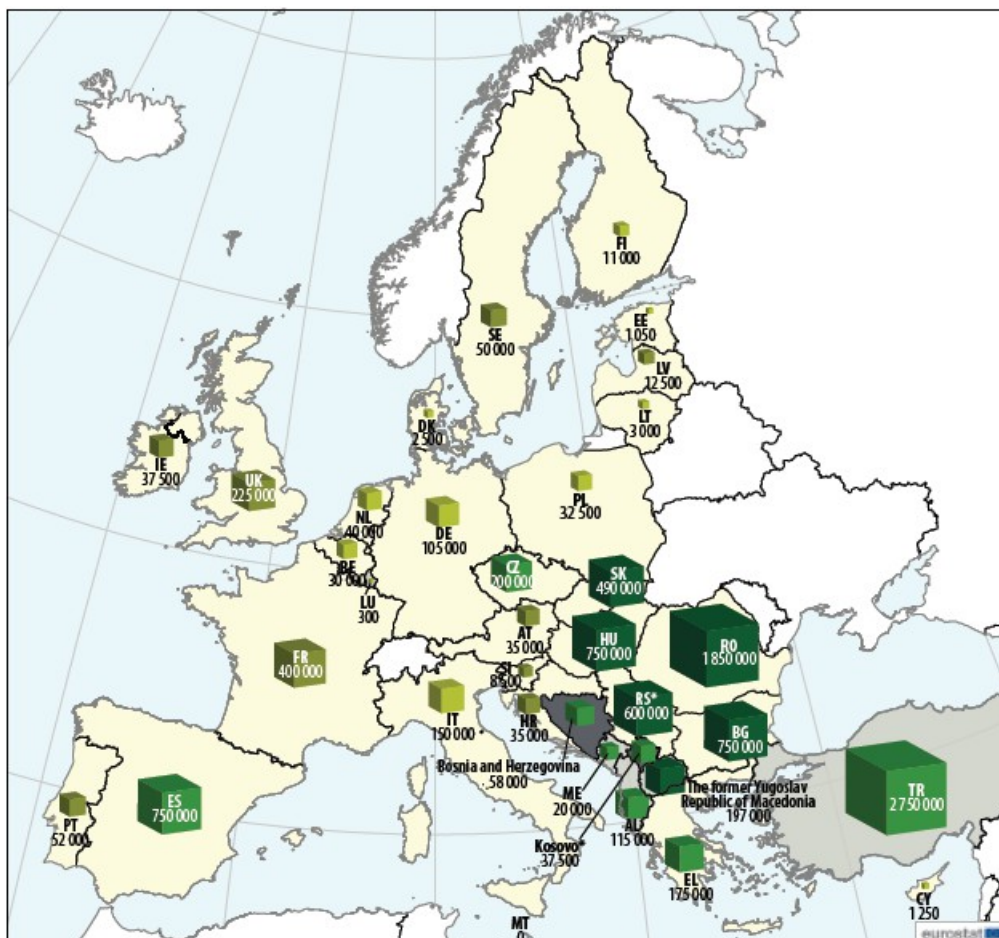 FI
11 000
SE
50 000
EE
1 050
LV
12 500
LT
3 000
DK
2 500
IE
37 500
UK
225 000
NL
40 000
DE
105 000
PL
32 500
BE
30 000
LU
300
CZ
200 000
SK
490 000
AT
35 000
HU
750 000
RO
1 850 000
FR
400 000
SI
8 500
HR
35 000
IT
150 000
RS*
600 000
BG
750 000
Bosnia and Herzegovina
58 000
ME
20 000
Kosovo*
37 500
The former Yugoslav
Republic of Macedonia
197 000
AL
115 000
TR
2 750 000
ES
750 000
PT
52 000
EL
175 000
CY
1 250
MT
0
eurostat